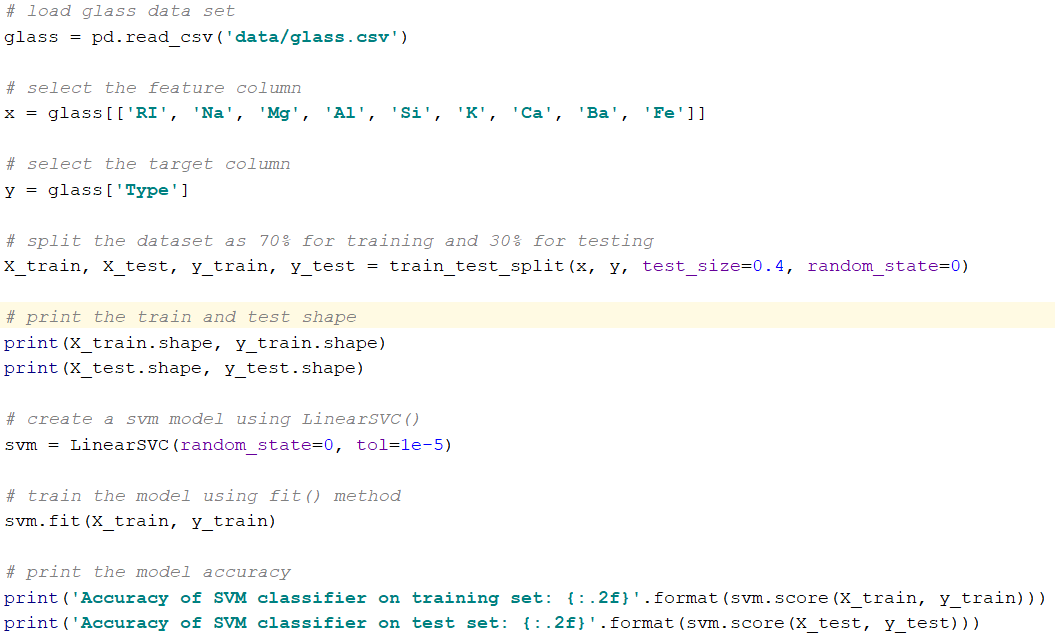 # load glass data set
glass = pd.read_csv('data/glass.csv')
# select the feature column
x = glass[['RI', 'Na', 'Mg', 'Al', 'Si', 'K', 'Ca', 'Ba', 'Fe']]
# select the target column
y = glass['Type']
# split the dataset as 70% for training and 30% for testing
X_train, X_test, y_train, y_test = train_test_split(x, y, test_size=0.4, random_state=0)
# print the train and test shape
print(X_train.shape, y_train.shape)
print(X_test.shape, y_test.shape)
# create a svm model using LinearSVC()
svm = LinearSVC(random_state=0, tol=1e-5)
# train the model using fit() method
svm.fit(X_train, y_train)
# print the model accuracy
print('Accuracy of SVM classifier on training set: {:.2f}'.format(svm.score(X_train, y_train)))
print('Accuracy of SVM classifier on test set: {:.2f}'.format(svm.score(X_test, y_test)))